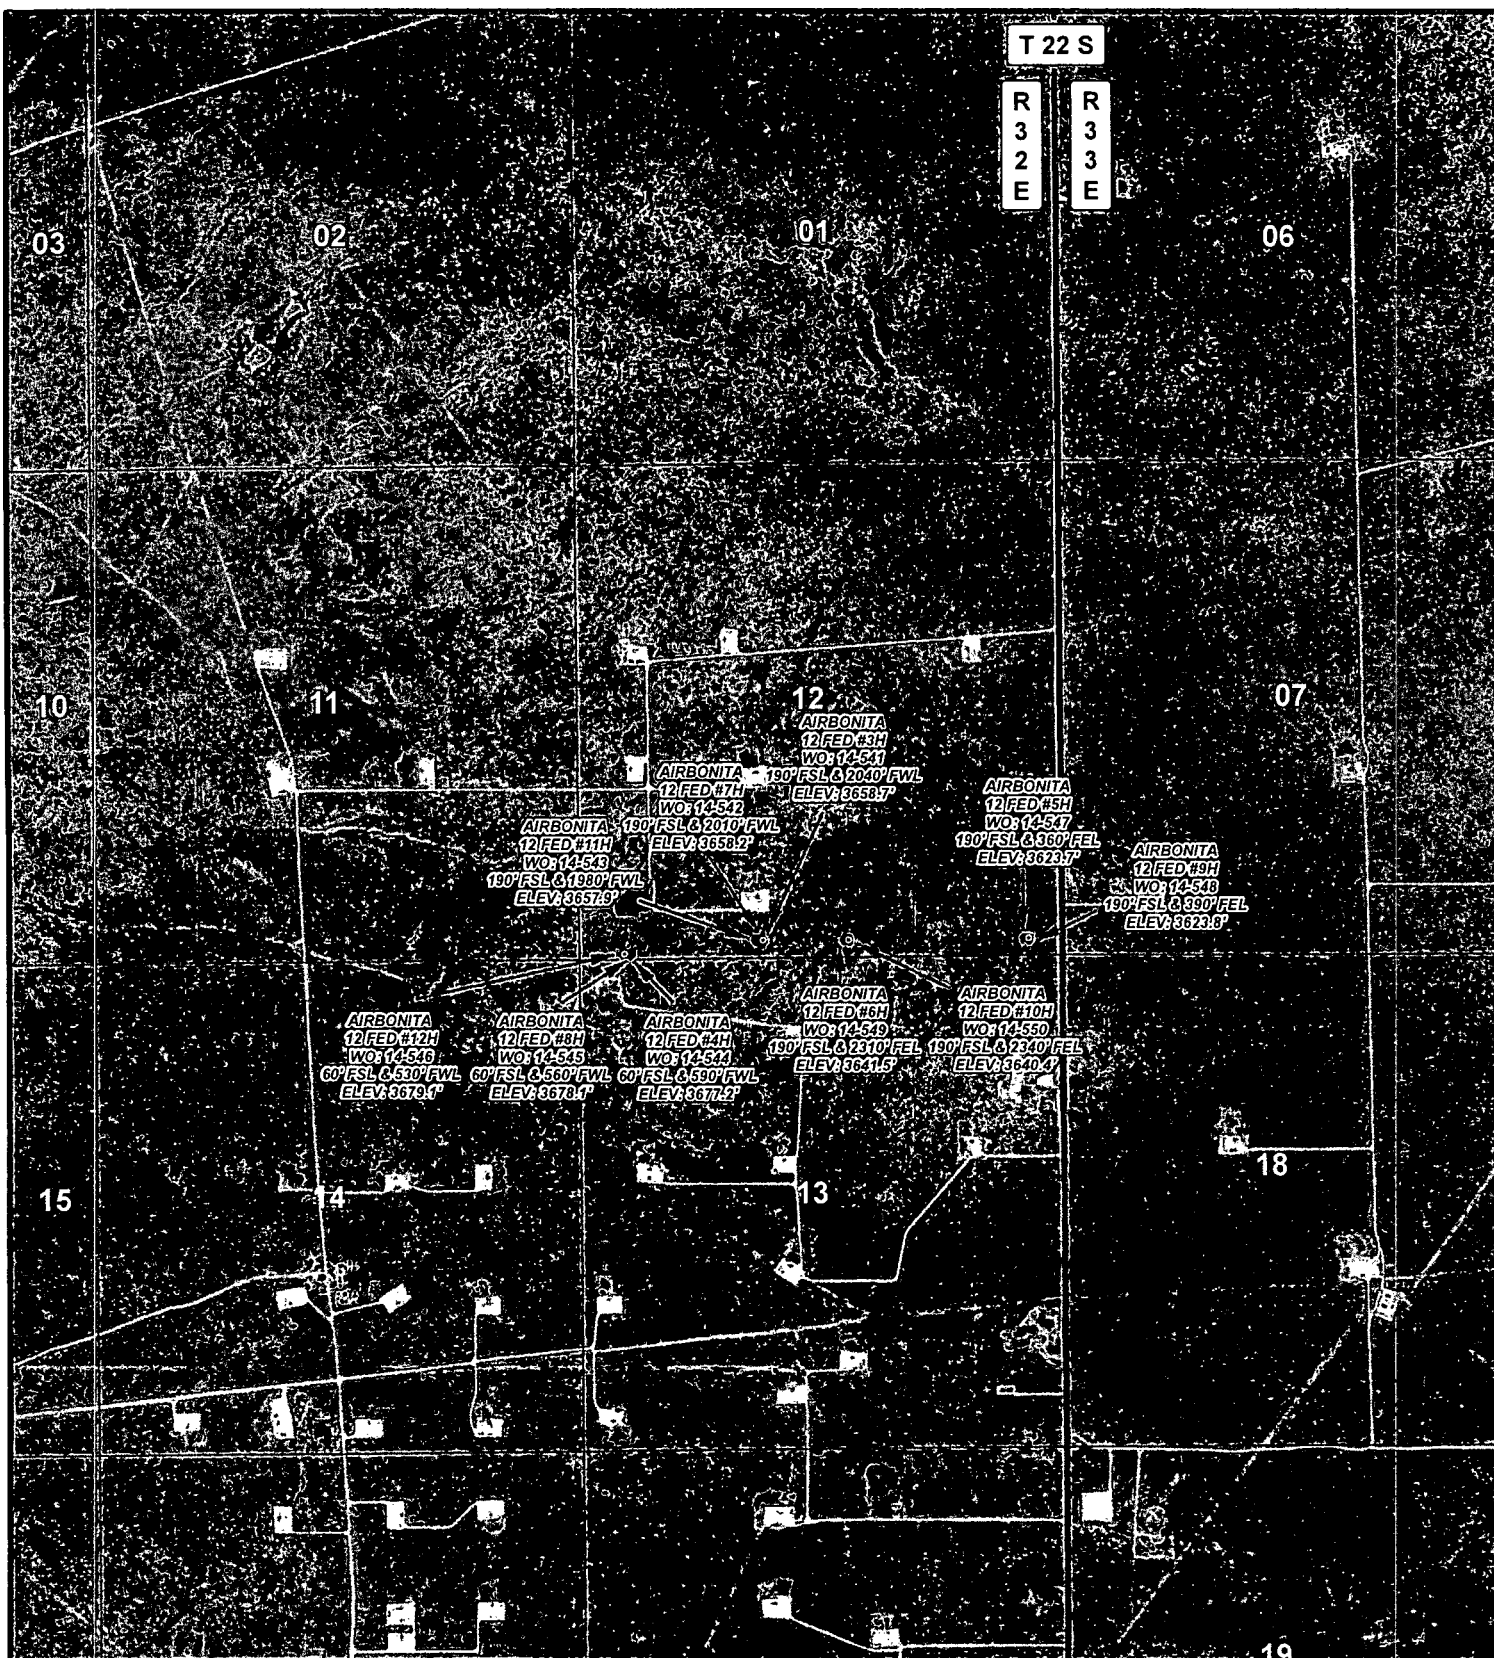 T 22 S
R
3
2
E
R
3
3
E
03
02
01
06
10
11
12
07
AIRBONITA
12 FED #3H
WO: 14-541
190' FSL & 2040' FWL
ELEV: 3658.7'
AIRBONITA
12 FED #7H
WO: 14-542
190' FSL & 2010' FWL
ELEV: 3658.2'
AIRBONITA
12 FED #5H
WO: 14-547
190' FSL & 360' FEL
ELEV: 3623.7'
AIRBONITA
12 FED #11H
WO: 14-543
190' FSL & 1980' FWL
ELEV: 3657.9'
AIRBONITA
12 FED #9H
WO: 14-548
190' FSL & 390' FEL
ELEV: 3623.8'
AIRBONITA
12 FED #12H
WO: 14-546
60' FSL & 530' FWL
ELEV: 3679.1'
AIRBONITA
12 FED #8H
WO: 14-545
60' FSL & 560' FWL
ELEV: 3678.1'
AIRBONITA
12 FED #4H
WO: 14-544
60' FSL & 590' FWL
ELEV: 3677.2'
AIRBONITA
12 FED #6H
WO: 14-549
190' FSL & 2310' FEL
ELEV: 3641.5'
AIRBONITA
12 FED #10H
WO: 14-550
190' FSL & 2340' FEL
ELEV: 3640.4'
15
14
13
18
19